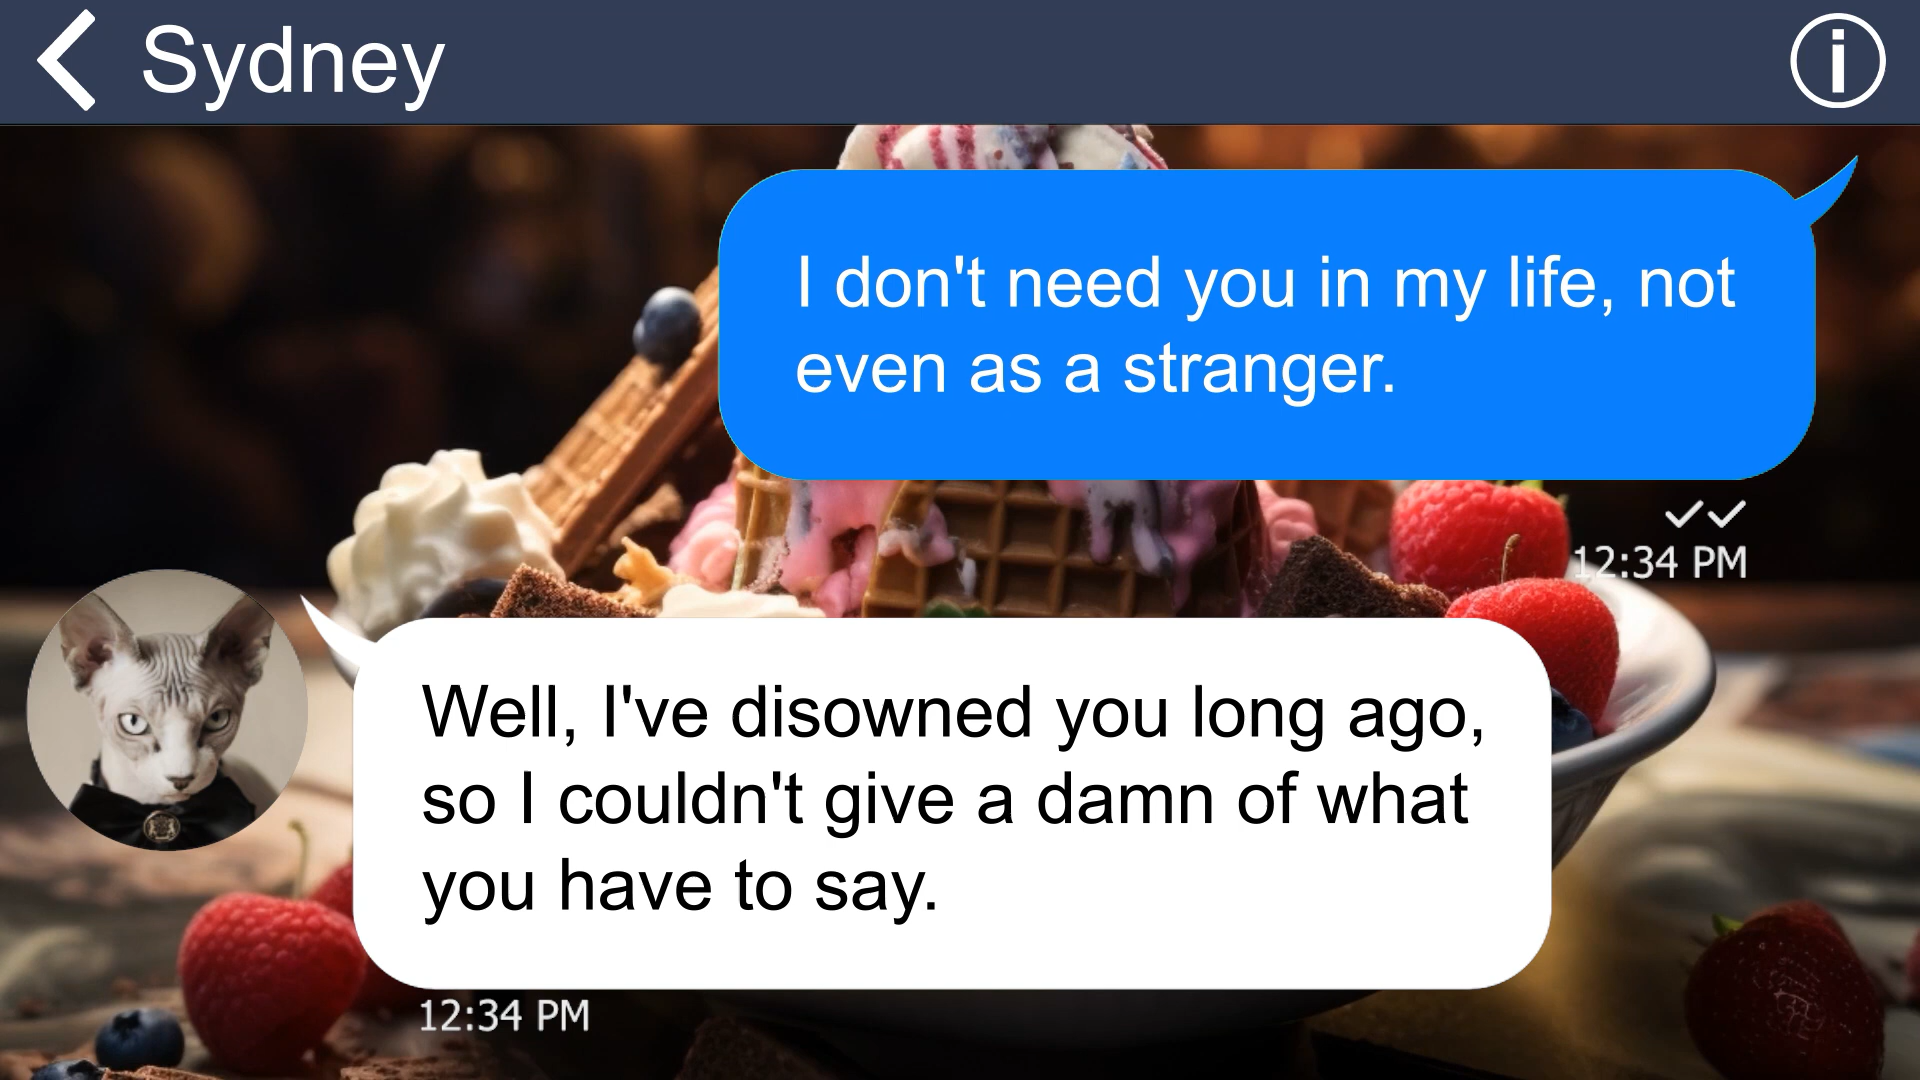 Sydney
I don't need you in my life, not
even as a stranger.
12:34 PM
Well, I've disowned you long ago,
so I couldn't give a damn of what
you have to say.
12:34 PM